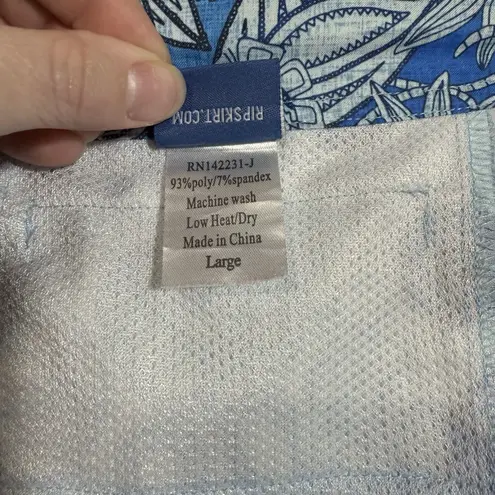 RIPSKIRT.COM
RN142231-J
93%poly/7%spandex
Machine wash
Low Heat/Dry
Made in China
Large